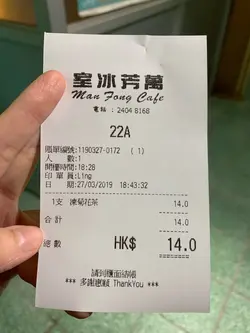 萬芳冰室
Man Fong Cafe
電話：2404 8168
22A
賬單編號:1190327-0172 (1)
人 數:1
開檯時間:18:28
印 單 員:Ling
日 期:27/03/2019 18:43:32
1支 凍菊花茶 14.0
合計 14.0
總數 HK$ 14.0
請到櫃面結帳
*** 多謝惠顧 ThankYou ***